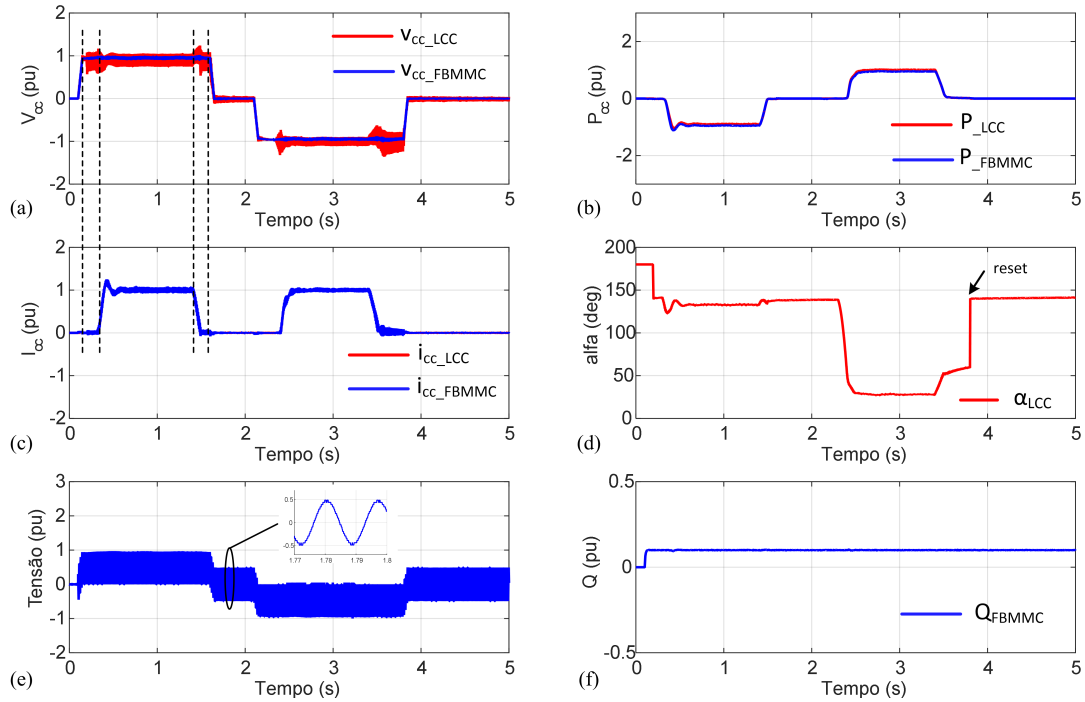 2
1
0
-1
-2
V_cc (pu)
0 1 2 3 4 5
Tempo (s)
v_cc_LCC
v_cc_FBMMC
(a)
2
0
-2
P_cc (pu)
0 1 2 3 4 5
Tempo (s)
P_LCC
P_FBMMC
(b)
2
1
0
-1
-2
I_cc (pu)
0 1 2 3 4 5
Tempo (s)
i_cc_LCC
i_cc_FBMMC
(c)
200
150
100
50
0
alfa (deg)
0 1 2 3 4 5
Tempo (s)
reset
α_LCC
(d)
3
2
1
0
-1
-2
Tensão (pu)
0 1 2 3 4 5
Tempo (s)
0.5
0
-0.5
1.77 1.78 1.79 1.8
(e)
0.5
0
-0.5
Q (pu)
0 1 2 3 4 5
Tempo (s)
Q_FBMMC
(f)